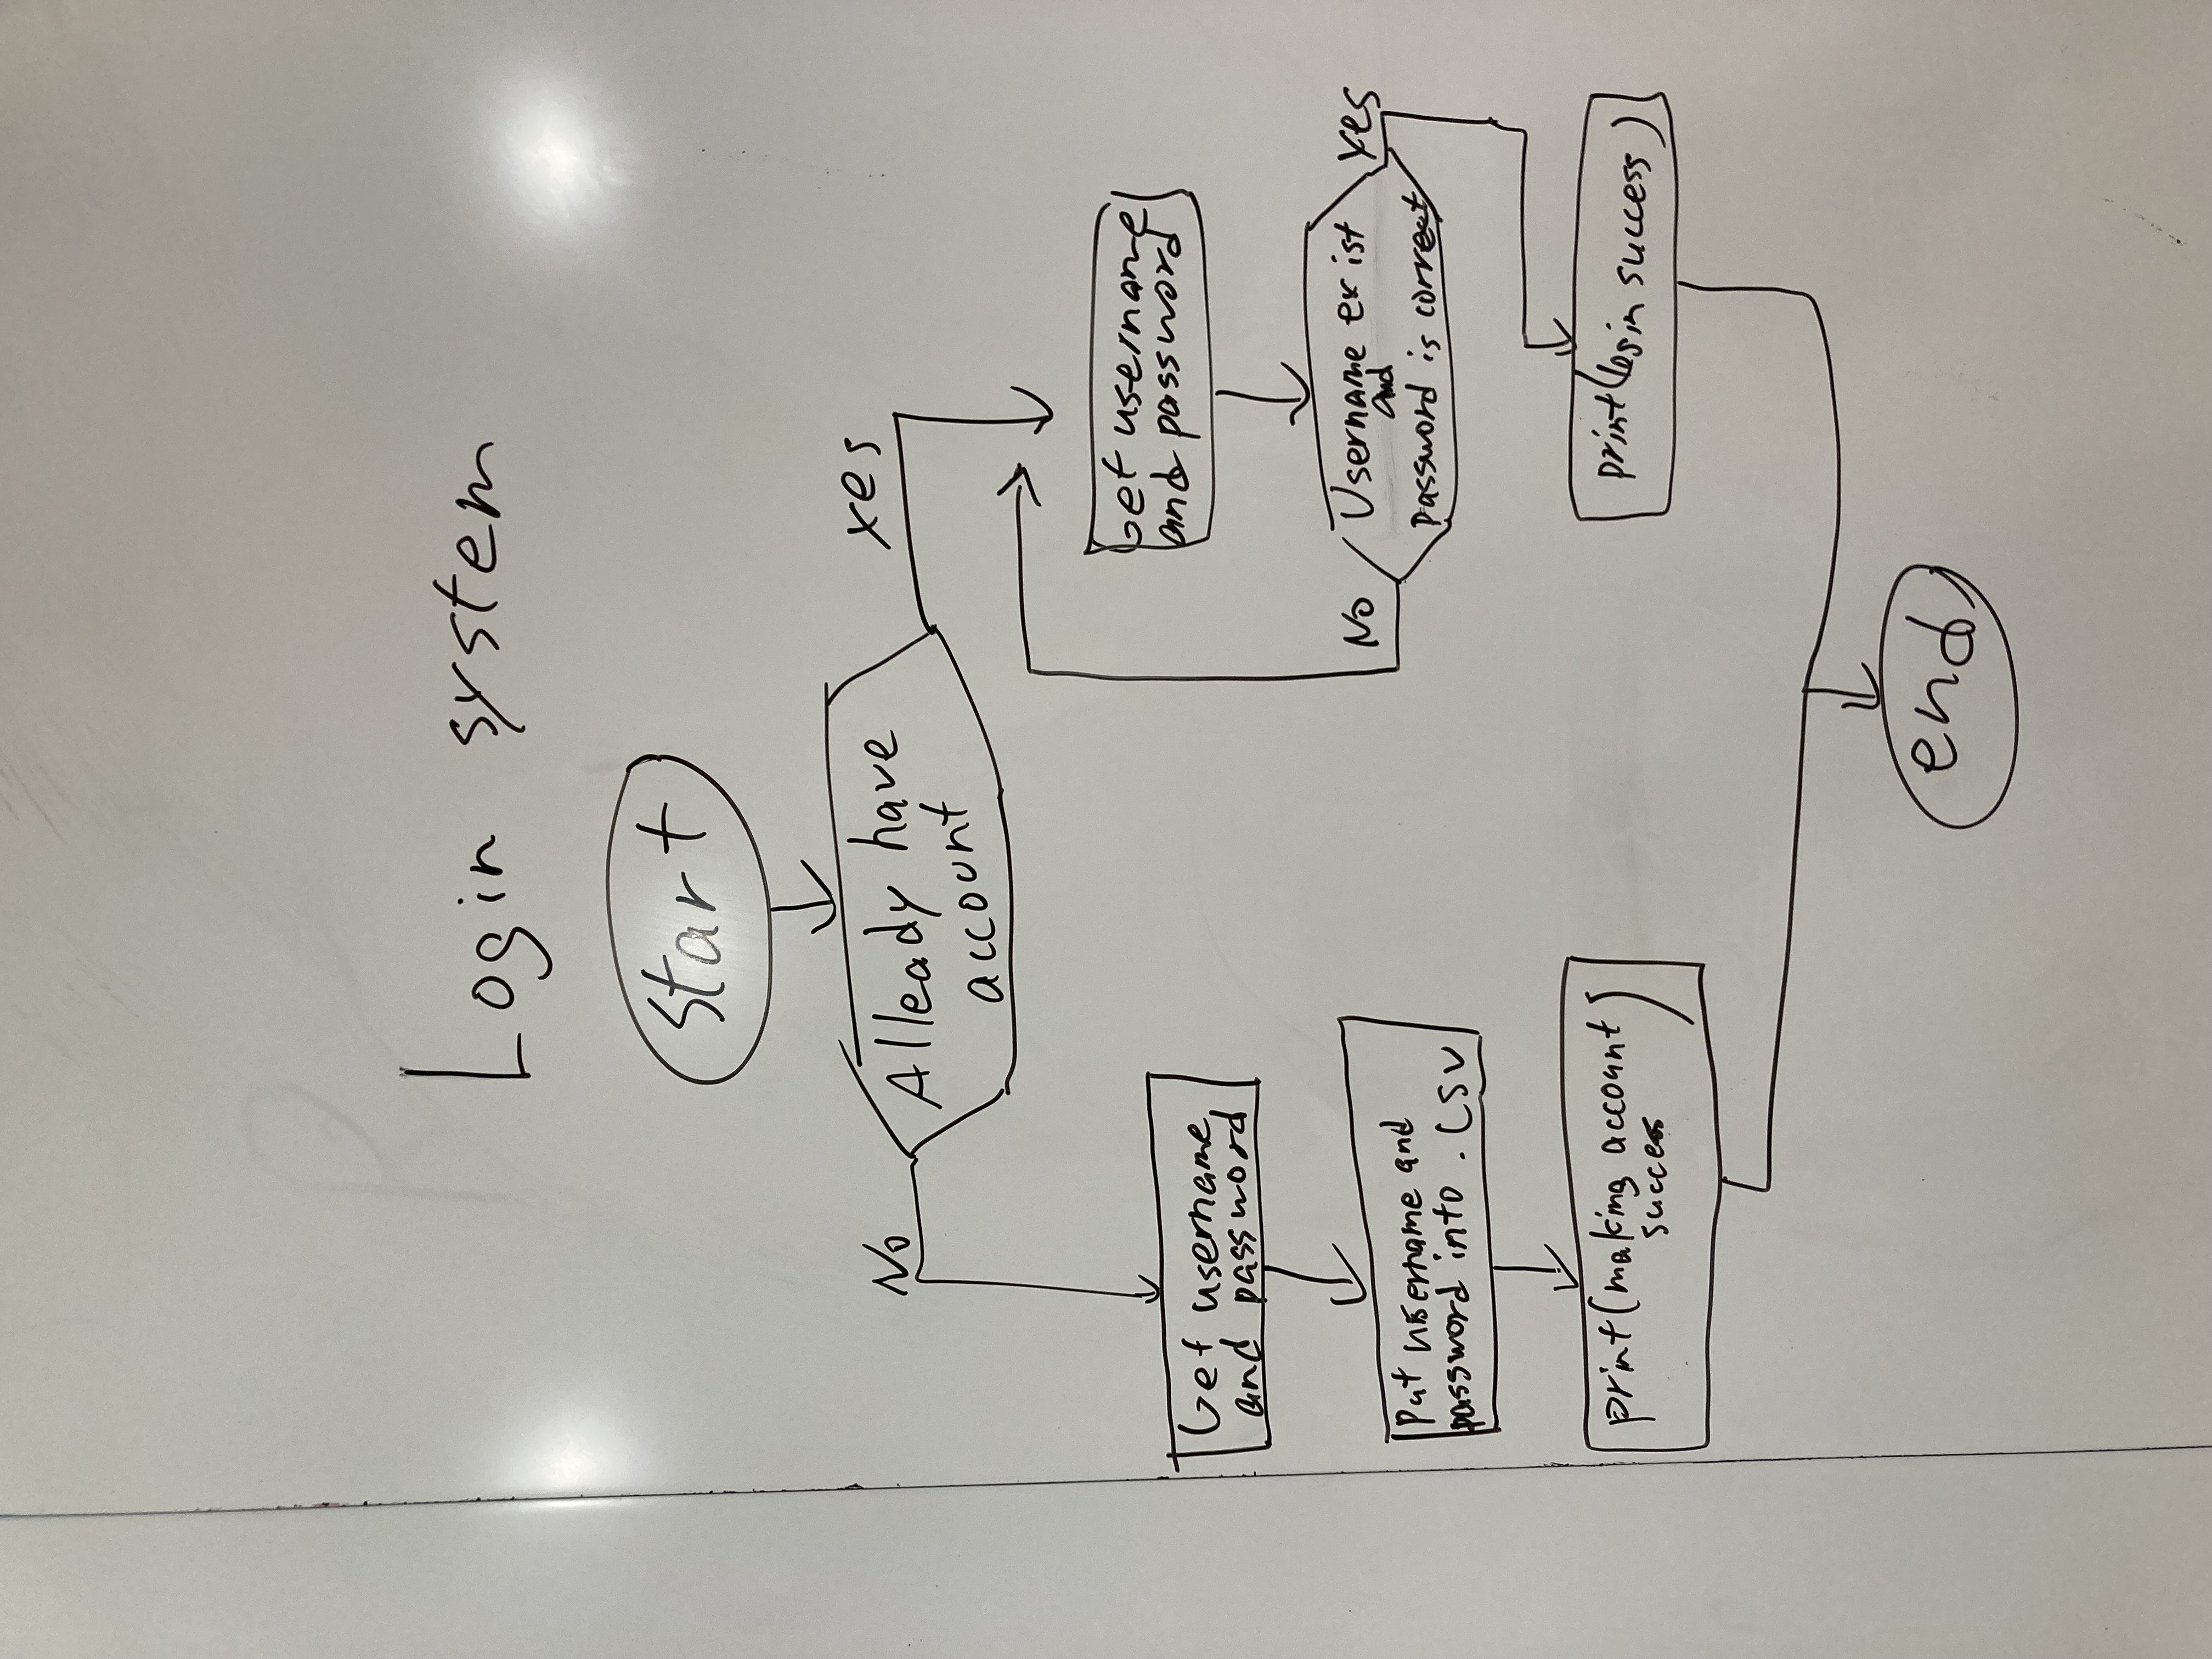 Login system
start
Alleady have
account
No
yes
Get username
and password
Put username and
password into .CSV
print(making account
success)
Get username
and password
Username exist
and
password is correct
No
yes
print(login success)
end